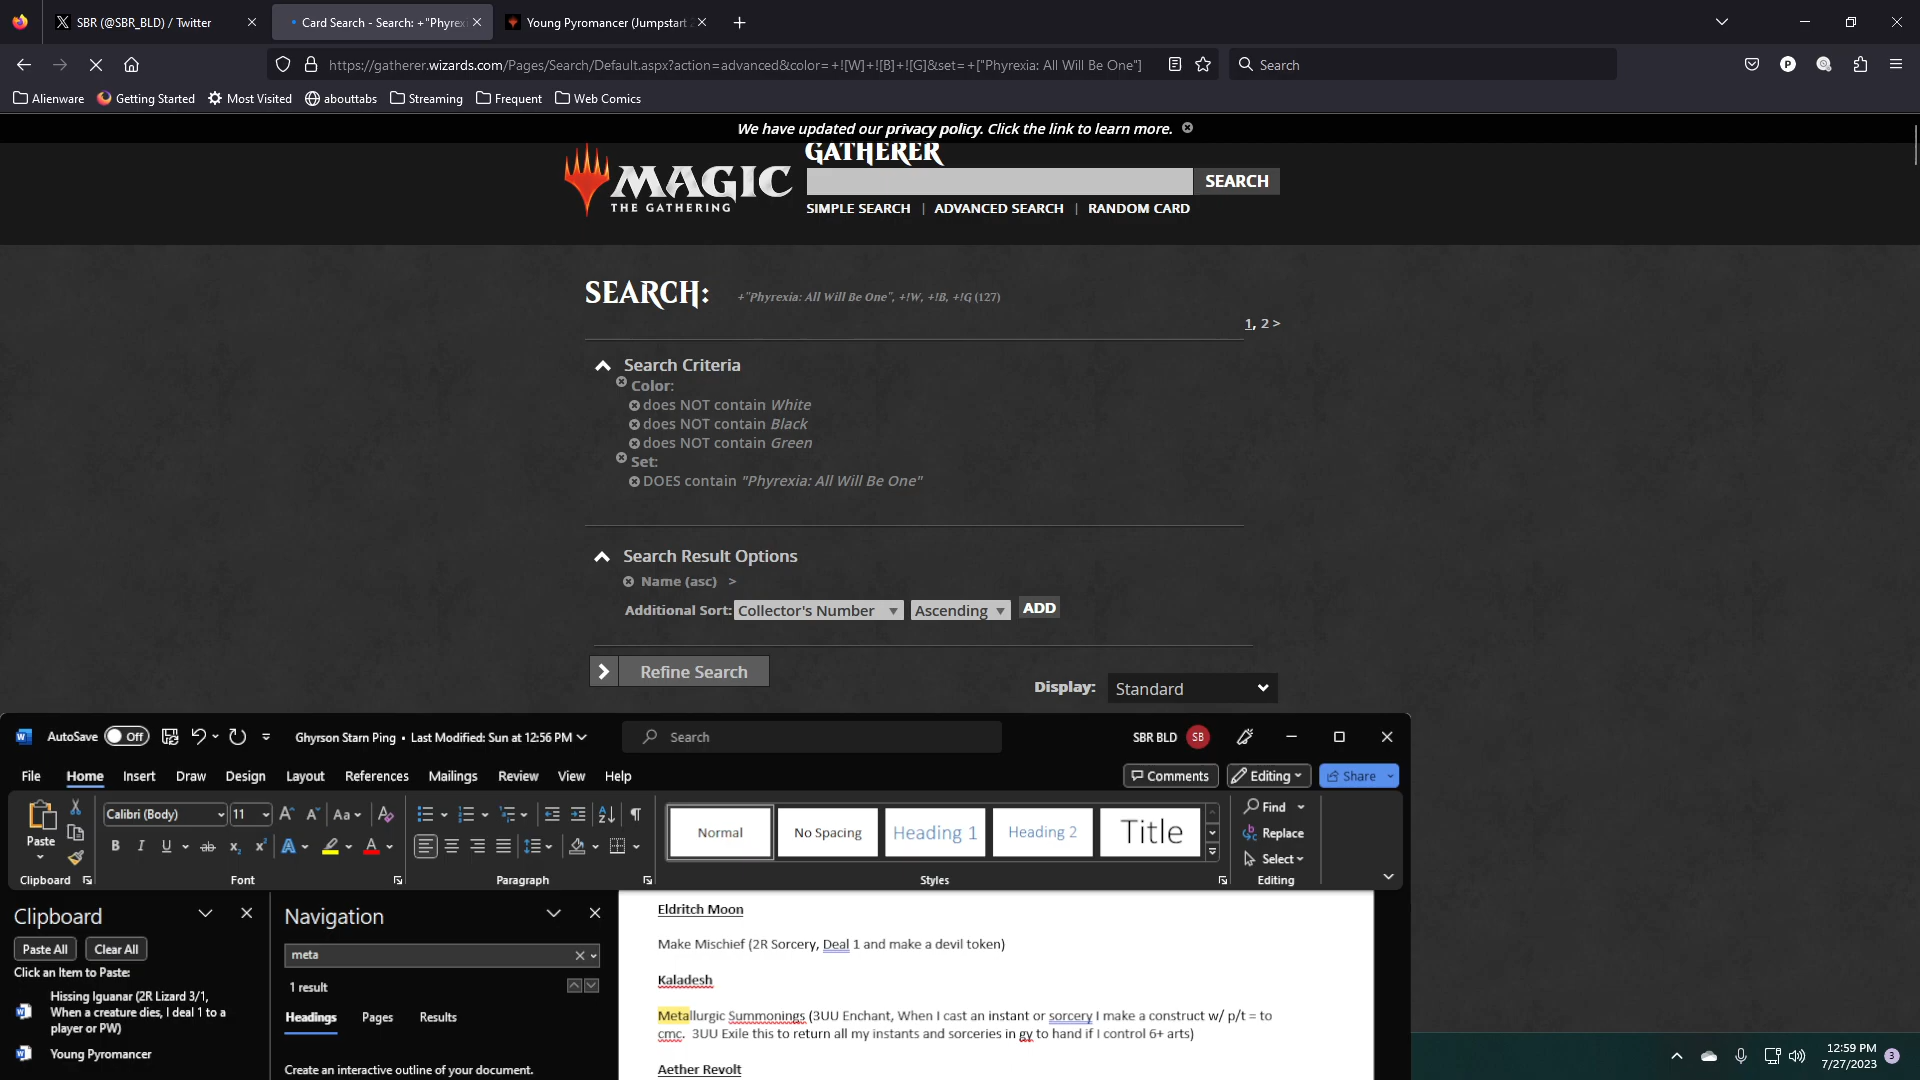 SBR (@SBR_BLD) / Twitter
Card Search - Search: +"Phyrexi
Young Pyromancer (Jumpstart
https://gatherer.wizards.com/Pages/Search/Default.aspx?action=advanced&color=+![W]+![B]+![G]&set=+["Phyrexia: All Will Be One"]
Search
Alienware
Getting Started
Most Visited
abouttabs
Streaming
Frequent
Web Comics
We have updated our privacy policy. Click the link to learn more.
GATHERER
MAGIC
THE GATHERING
SEARCH
SIMPLE SEARCH | ADVANCED SEARCH | RANDOM CARD
SEARCH: +"Phyrexia: All Will Be One", +!W, +!B, +!G (127)
1, 2 >
Search Criteria
Color:
does NOT contain White
does NOT contain Black
does NOT contain Green
Set:
DOES contain "Phyrexia: All Will Be One"
Search Result Options
Name (asc) >
Additional Sort: Collector's Number Ascending ADD
Refine Search
Display: Standard
AutoSave Off
Ghyrson Starn Ping • Last Modified: Sun at 12:56 PM
Search
SBR BLD SB
File Home Insert Draw Design Layout References Mailings Review View Help
Comments Editing Share
Paste
Clipboard
Calibri (Body) 11
Font
Paragraph
Normal
No Spacing
Heading 1
Heading 2
Title
Styles
Find
Replace
Select
Editing
Clipboard
Paste All Clear All
Click an Item to Paste:
Hissing Iguanar (2R Lizard 3/1,
When a creature dies, I deal 1 to a
player or PW)
Young Pyromancer
Navigation
meta
1 result
Headings Pages Results
Create an interactive outline of your document.
Eldritch Moon
Make Mischief (2R Sorcery, Deal 1 and make a devil token)
Kaladesh
Metallurgic Summonings (3UU Enchant, When I cast an instant or sorcery I make a construct w/ p/t = to
cmc. 3UU Exile this to return all my instants and sorceries in gy to hand if I control 6+ arts)
Aether Revolt
12:59 PM
7/27/2023
3